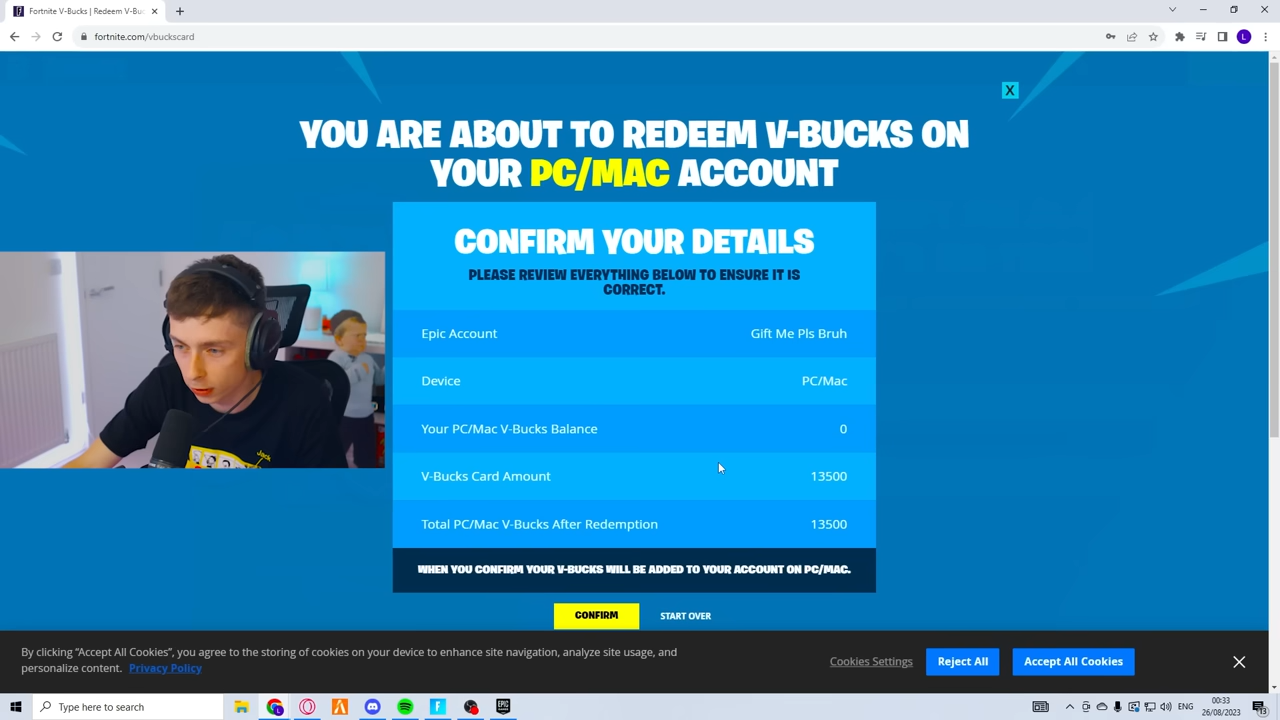 Fortnite V-Bucks | Redeem V-Buc
fortnite.com/vbuckscard
L
X
YOU ARE ABOUT TO REDEEM V-BUCKS ON
YOUR PC/MAC ACCOUNT
CONFIRM YOUR DETAILS
PLEASE REVIEW EVERYTHING BELOW TO ENSURE IT IS
CORRECT.
Epic Account Gift Me Pls Bruh
Device PC/Mac
Your PC/Mac V-Bucks Balance 0
V-Bucks Card Amount 13500
Total PC/Mac V-Bucks After Redemption 13500
WHEN YOU CONFIRM YOUR V-BUCKS WILL BE ADDED TO YOUR ACCOUNT ON PC/MAC.
CONFIRM START OVER
Jack
By clicking “Accept All Cookies”, you agree to the storing of cookies on your device to enhance site navigation, analyze site usage, and
personalize content. Privacy Policy
Cookies Settings Reject All Accept All Cookies
Type here to search
ENG
00:33
26/08/2023
13